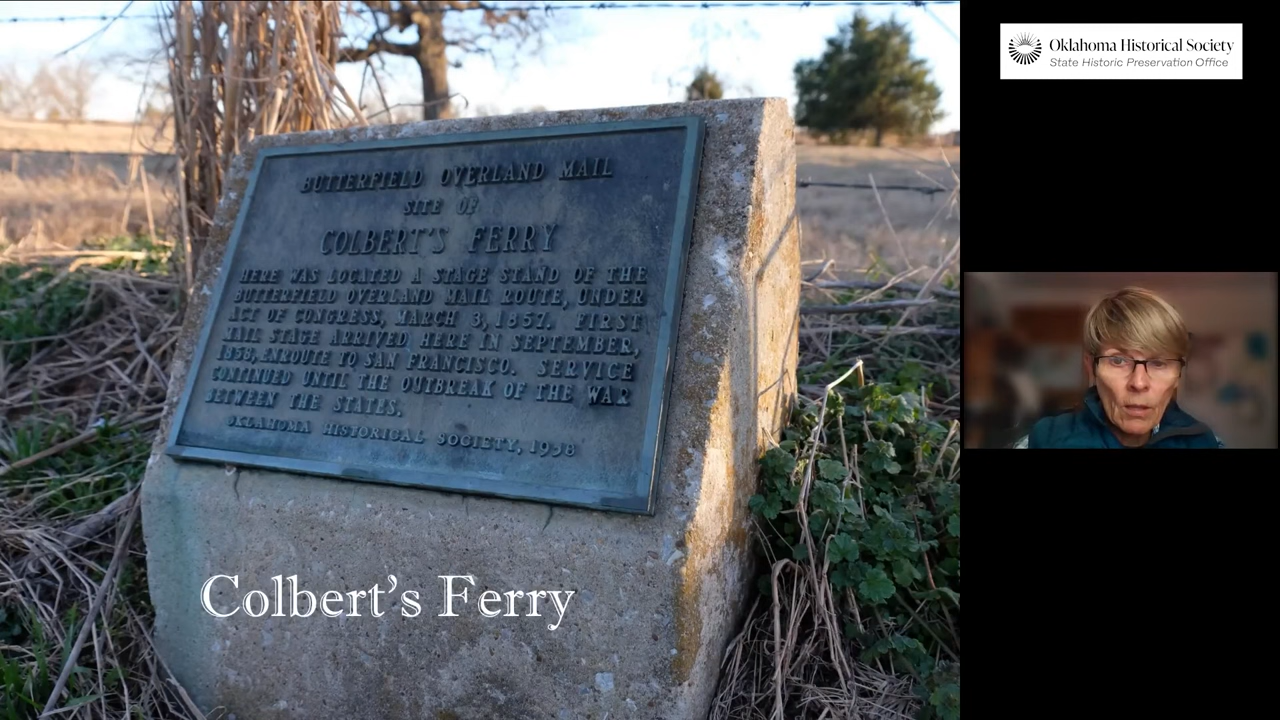 BUTTERFIELD OVERLAND MAIL
SITE OF
COLBERT'S FERRY
HERE WAS LOCATED A STAGE STAND OF THE
BUTTERFIELD OVERLAND MAIL ROUTE, UNDER
ACT OF CONGRESS, MARCH 3, 1857. FIRST
MAIL STAGE ARRIVED HERE IN SEPTEMBER,
1858, ENROUTE TO SAN FRANCISCO. SERVICE
CONTINUED UNTIL THE OUTBREAK OF THE WAR
BETWEEN THE STATES.
OKLAHOMA HISTORICAL SOCIETY, 1958
Colbert's Ferry
Oklahoma Historical Society
State Historic Preservation Office